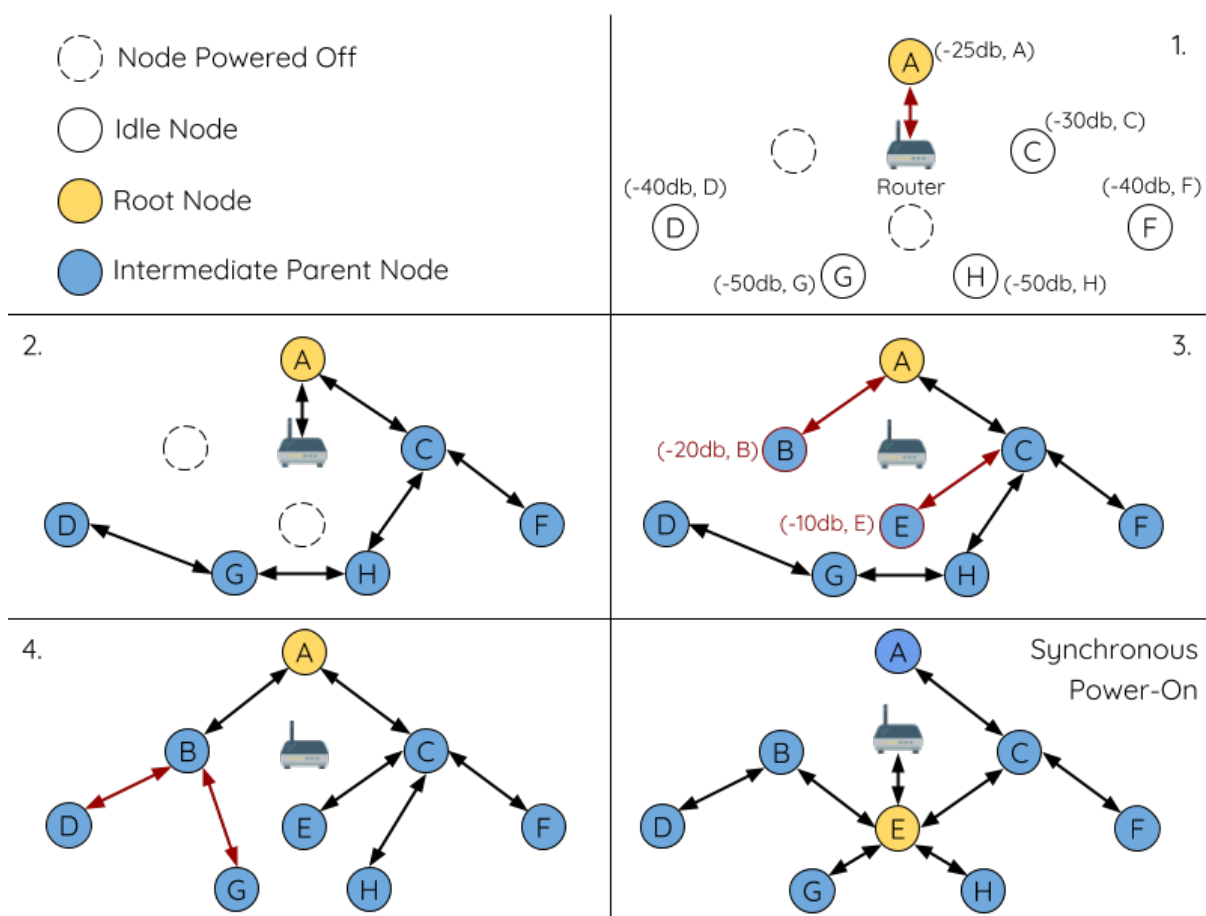 Node Powered Off
Idle Node
Root Node
Intermediate Parent Node
1.
A
(-25db, A)
(-30db, C)
C
Router
(-40db, D)
D
(-40db, F)
F
(-50db, G)
G
H
(-50db, H)
2.
A
C
D
F
G
H
3.
A
(-20db, B)
B
C
D
(-10db, E)
E
F
G
H
4.
A
B
C
D
E
F
G
H
Synchronous
Power-On
A
B
C
D
E
F
G
H